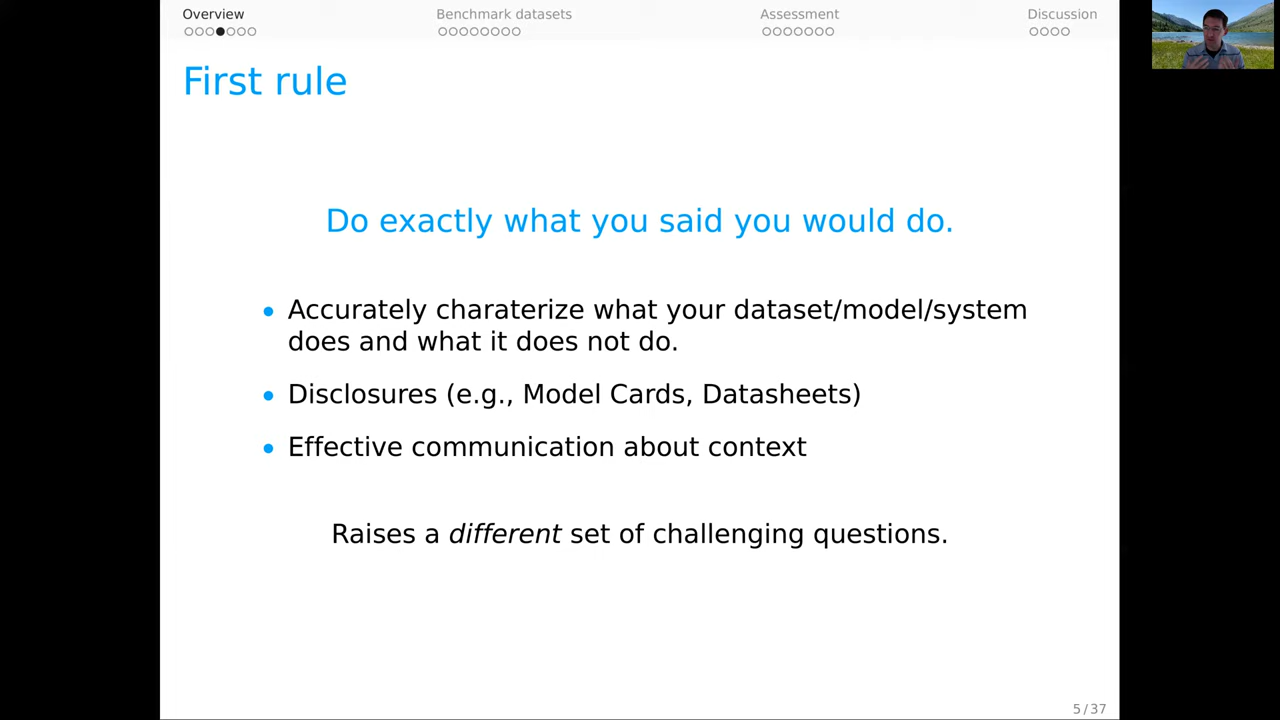 Overview
Benchmark datasets
Assessment
Discussion
First rule
Do exactly what you said you would do.
• Accurately charaterize what your dataset/model/system
does and what it does not do.
• Disclosures (e.g., Model Cards, Datasheets)
• Effective communication about context
Raises a different set of challenging questions.
5/37